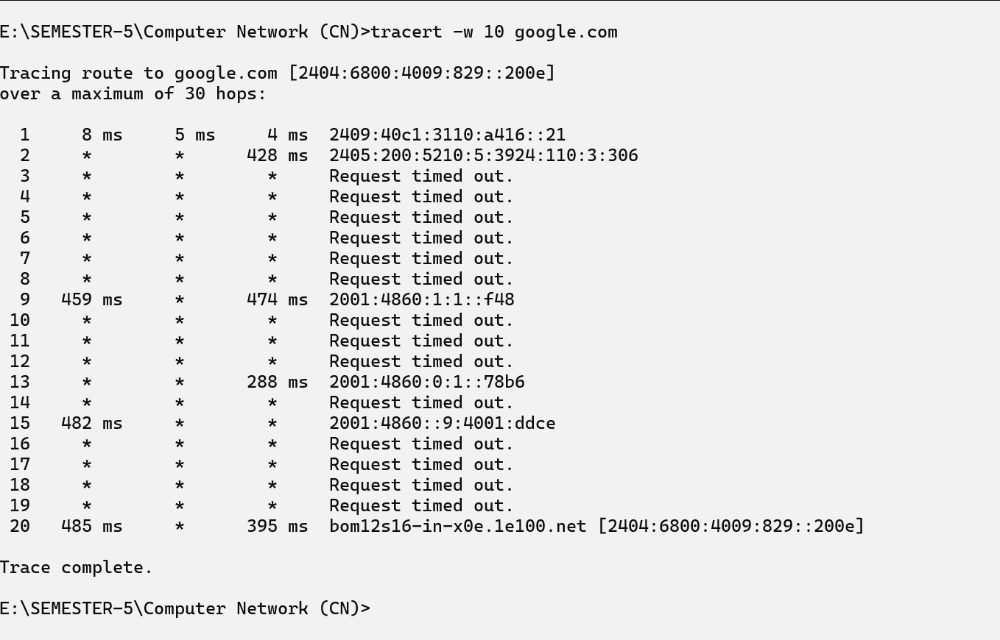 E:\SEMESTER-5\Computer Network (CN)>tracert -w 10 google.com
Tracing route to google.com [2404:6800:4009:829::200e]
over a maximum of 30 hops:
1 8 ms 5 ms 4 ms 2409:40c1:3110:a416::21
2 * * 428 ms 2405:200:5210:5:3924:110:3:306
3 * * * Request timed out.
4 * * * Request timed out.
5 * * * Request timed out.
6 * * * Request timed out.
7 * * * Request timed out.
8 * * * Request timed out.
9 459 ms * 474 ms 2001:4860:1:1::f48
10 * * * Request timed out.
11 * * * Request timed out.
12 * * * Request timed out.
13 * * 288 ms 2001:4860:0:1::78b6
14 * * * Request timed out.
15 482 ms * * 2001:4860::9:4001:ddce
16 * * * Request timed out.
17 * * * Request timed out.
18 * * * Request timed out.
19 * * * Request timed out.
20 485 ms * 395 ms bom12s16-in-x0e.1e100.net [2404:6800:4009:829::200e]
Trace complete.
E:\SEMESTER-5\Computer Network (CN)>